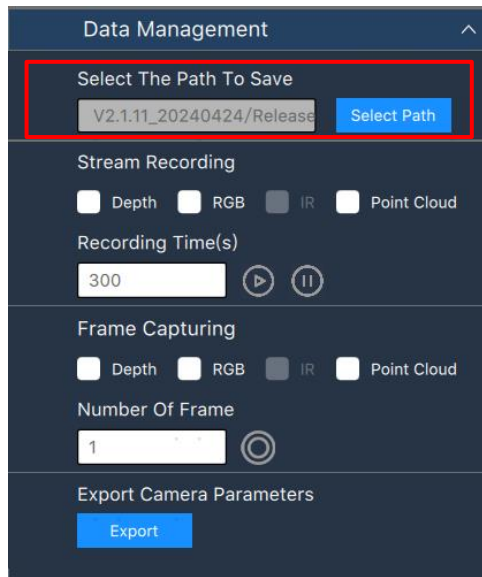 Data Management
Select The Path To Save
V2.1.11_20240424/Release Select Path
Stream Recording
Depth RGB IR Point Cloud
Recording Time(s)
300
Frame Capturing
Depth RGB IR Point Cloud
Number Of Frame
1
Export Camera Parameters
Export